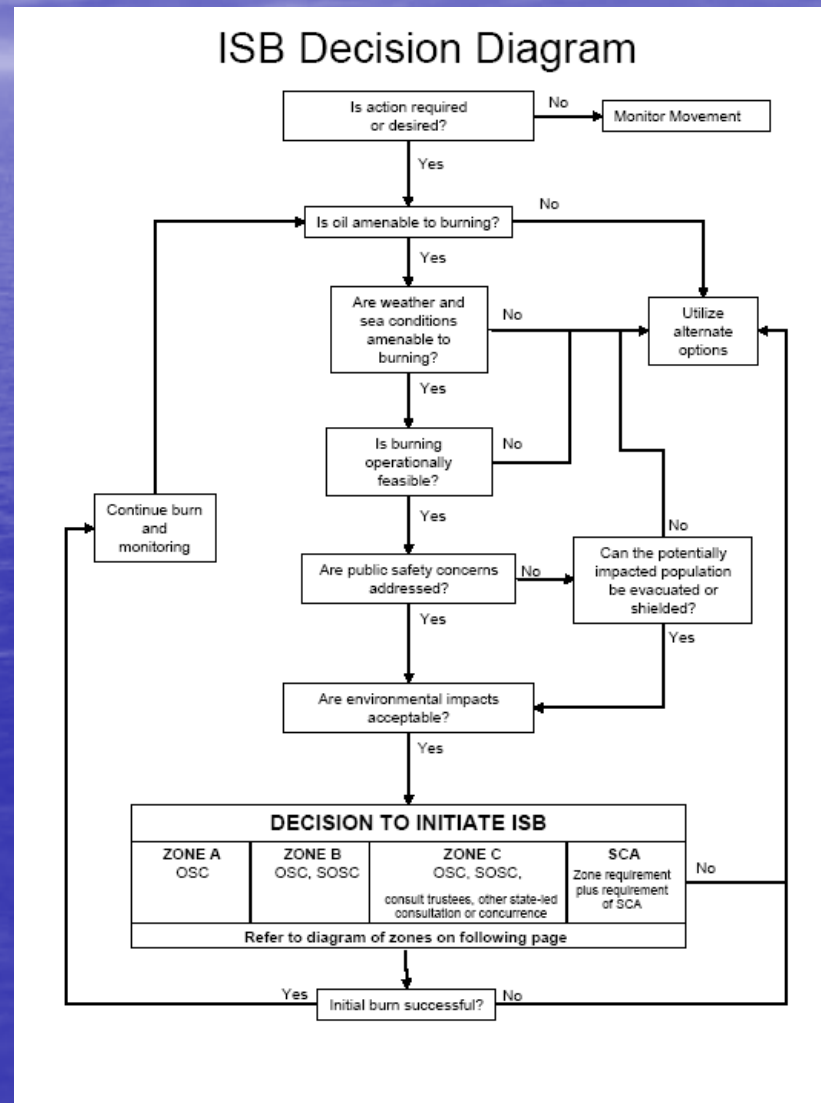 ISB Decision Diagram
Is action required
or desired?
No
Monitor Movement
Yes
Is oil amenable to burning?
No
Yes
Are weather and
sea conditions
amenable to
burning?
No
Utilize
alternate
options
Yes
Is burning
operationally
feasible?
No
Continue burn
and
monitoring
Yes
No
Are public safety concerns
addressed?
No
Can the potentially
impacted population
be evacuated or
shielded?
Yes
Yes
Are environmental impacts
acceptable?
Yes
DECISION TO INITIATE ISB
ZONE A
OSC
ZONE B
OSC, SOSC
ZONE C
OSC, SOSC,
consult trustees, other state-led
consultation or concurrence
SCA
Zone requirement
plus requirement
of SCA
No
Refer to diagram of zones on following page
Yes
Initial burn successful?
No